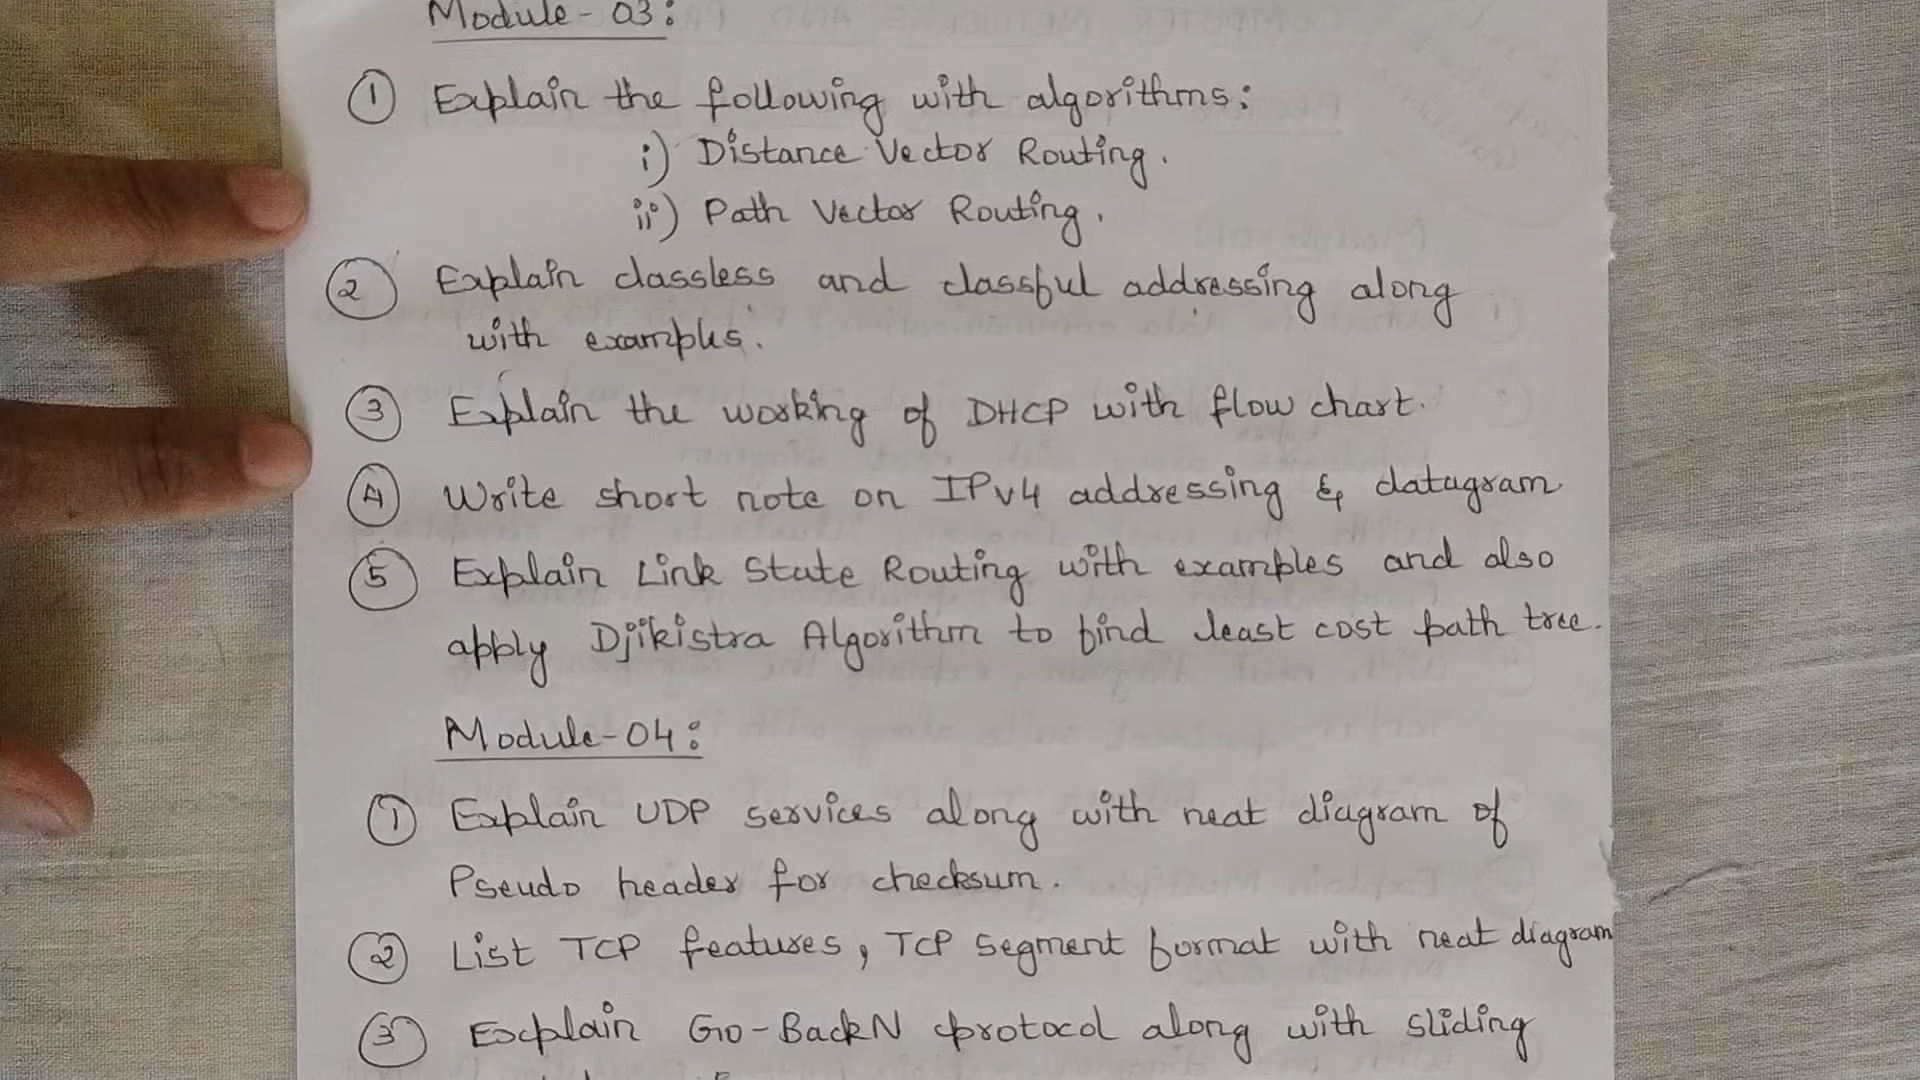 Module-03:
① Explain the following with algorithms:
i) Distance Vector Routing.
ii) Path Vector Routing.
② Explain classless and classful addressing along
with examples.
③ Explain the working of DHCP with flow chart.
④ Write short note on IPv4 addressing & datagram
⑤ Explain Link State Routing with examples and also
apply Djikistra Algorithm to find least cost path tree.
Module-04:
① Explain UDP services along with neat diagram of
Pseudo header for checksum.
② List TCP features, TCP segment format with neat diagram
③ Explain Go-BackN protocol along with sliding